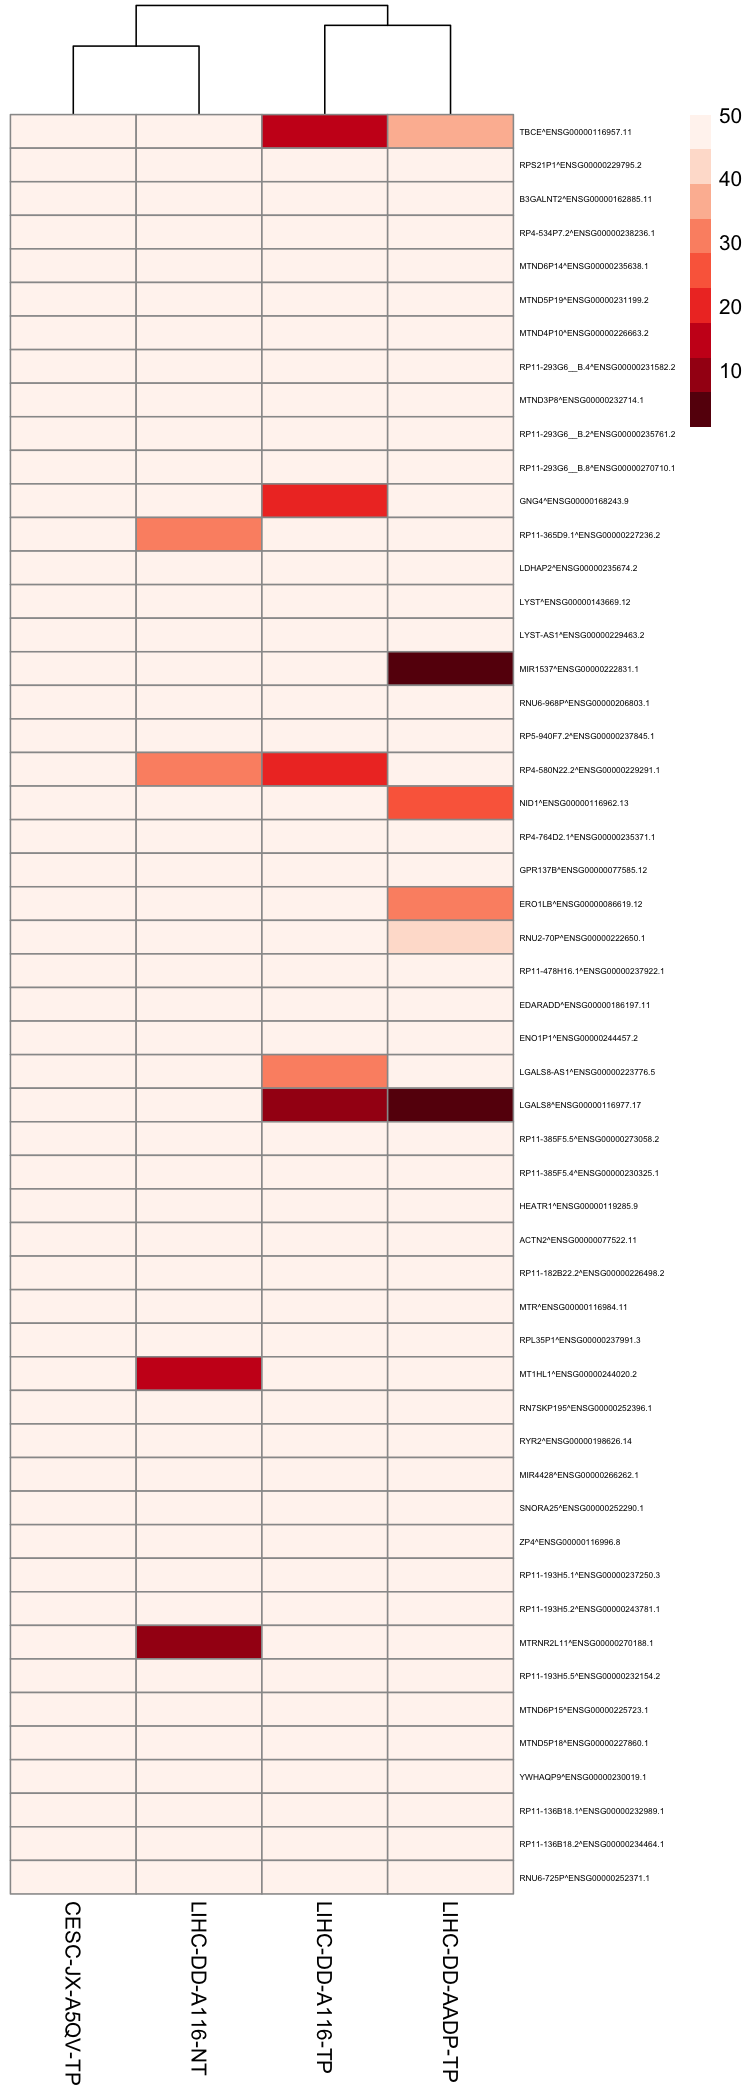 TBCE^ENSG00000116957.11
RPS21P1^ENSG00000229795.2
B3GALNT2^ENSG00000162885.11
RP4-534P7.2^ENSG00000238236.1
MTND6P14^ENSG00000235638.1
MTND5P19^ENSG00000231199.2
MTND4P10^ENSG00000226663.2
RP11-293G6__B.4^ENSG00000231582.2
MTND3P8^ENSG00000232714.1
RP11-293G6__B.2^ENSG00000235761.2
RP11-293G6__B.8^ENSG00000270710.1
GNG4^ENSG00000168243.9
RP11-365D9.1^ENSG00000227236.2
LDHAP2^ENSG00000235674.2
LYST^ENSG00000143669.12
LYST-AS1^ENSG00000229463.2
MIR1537^ENSG00000222831.1
RNU6-968P^ENSG00000206803.1
RP5-940F7.2^ENSG00000237845.1
RP4-580N22.2^ENSG00000229291.1
NID1^ENSG00000116962.13
RP4-764D2.1^ENSG00000235371.1
GPR137B^ENSG00000077585.12
ERO1LB^ENSG00000086619.12
RNU2-70P^ENSG00000222650.1
RP11-478H16.1^ENSG00000237922.1
EDARADD^ENSG00000186197.11
ENO1P1^ENSG00000244457.2
LGALS8-AS1^ENSG00000223776.5
LGALS8^ENSG00000116977.17
RP11-385F5.5^ENSG00000273058.2
RP11-385F5.4^ENSG00000230325.1
HEATR1^ENSG00000119285.9
ACTN2^ENSG00000077522.11
RP11-182B22.2^ENSG00000226498.2
MTR^ENSG00000116984.11
RPL35P1^ENSG00000237991.3
MT1HL1^ENSG00000244020.2
RN7SKP195^ENSG00000252396.1
RYR2^ENSG00000198626.14
MIR4428^ENSG00000266262.1
SNORA25^ENSG00000252290.1
ZP4^ENSG00000116996.8
RP11-193H5.1^ENSG00000237250.3
RP11-193H5.2^ENSG00000243781.1
MTRNR2L11^ENSG00000270188.1
RP11-193H5.5^ENSG00000232154.2
MTND6P15^ENSG00000225723.1
MTND5P18^ENSG00000227860.1
YWHAQP9^ENSG00000230019.1
RP11-136B18.1^ENSG00000232989.1
RP11-136B18.2^ENSG00000234464.1
RNU6-725P^ENSG00000252371.1
50
40
30
20
10
CESC-JX-A5QV-TP
LIHC-DD-A116-NT
LIHC-DD-A116-TP
LIHC-DD-AADP-TP